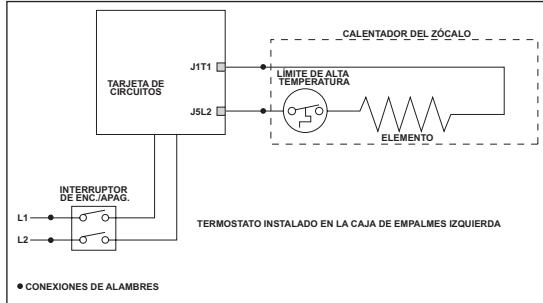 CALENTADOR DEL ZÓCALO
J1T1
LÍMITE DE ALTA
TEMPERATURA
TARJETA DE
CIRCUITOS
J5L2
ELEMENTO
INTERRUPTOR
DE ENC./APAG.
L1
L2
TERMOSTATO INSTALADO EN LA CAJA DE EMPALMES IZQUIERDA
CONEXIONES DE ALAMBRES